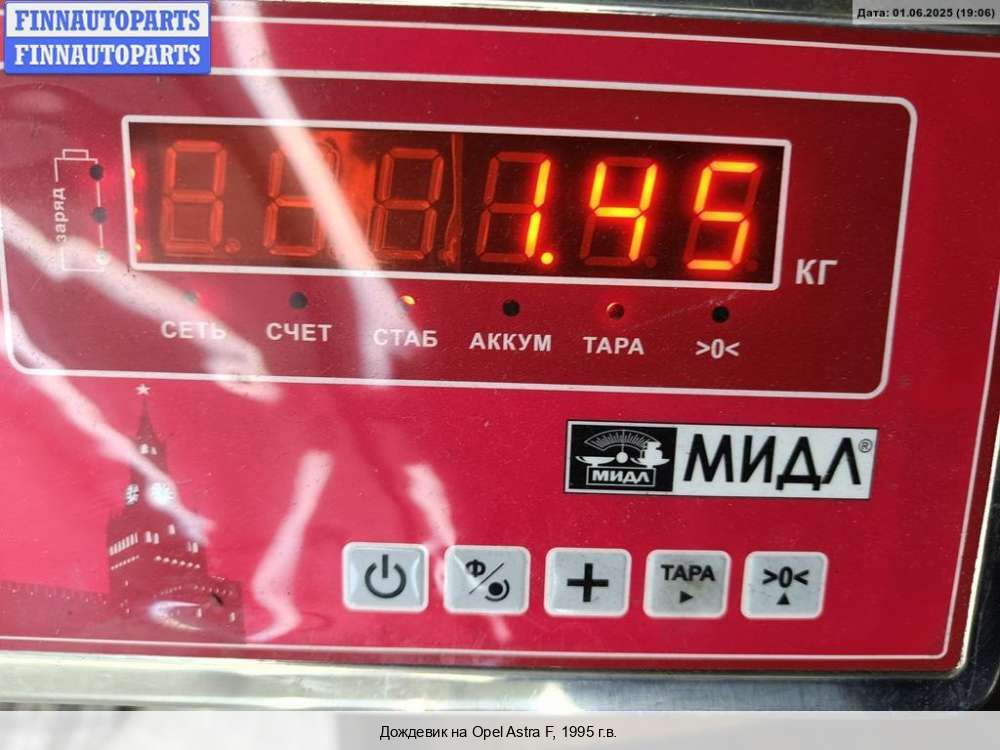 FINNAUTOPARTS
FINNAUTOPARTS
Дата: 01.06.2025 (19:06)
1.45
КГ
заряд
СЕТЬ СЧЕТ СТАБ АККУМ ТАРА >0<
МИДЛ
МИДЛ®
Ф
ТАРА
>0<
Дождевик на Opel Astra F, 1995 г.в.